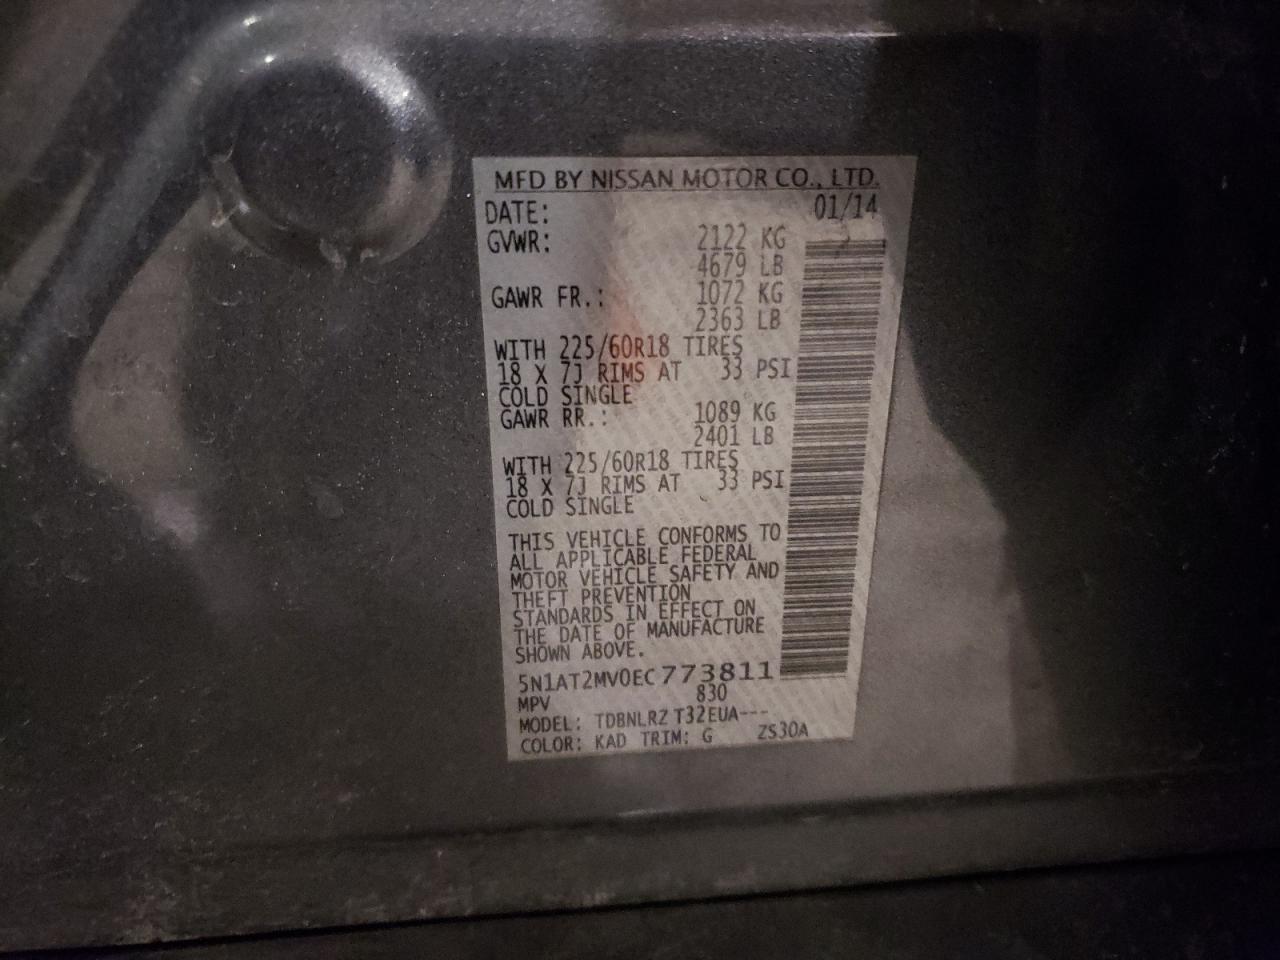 MFD BY NISSAN MOTOR CO., LTD.
DATE: 01/14
GVWR: 2122 KG
4679 LB
GAWR FR.: 1072 KG
2363 LB
WITH 225/60R18 TIRES
18 X 7J RIMS AT 33 PSI
COLD SINGLE
GAWR RR.: 1089 KG
2401 LB
WITH 225/60R18 TIRES
18 X 7J RIMS AT 33 PSI
COLD SINGLE
THIS VEHICLE CONFORMS TO
ALL APPLICABLE FEDERAL
MOTOR VEHICLE SAFETY AND
THEFT PREVENTION
STANDARDS IN EFFECT ON
THE DATE OF MANUFACTURE
SHOWN ABOVE.
5N1AT2MV0EC773811
MPV 830
MODEL: TDBNLRZ T32EUA---
COLOR: KAD TRIM: G ZS30A